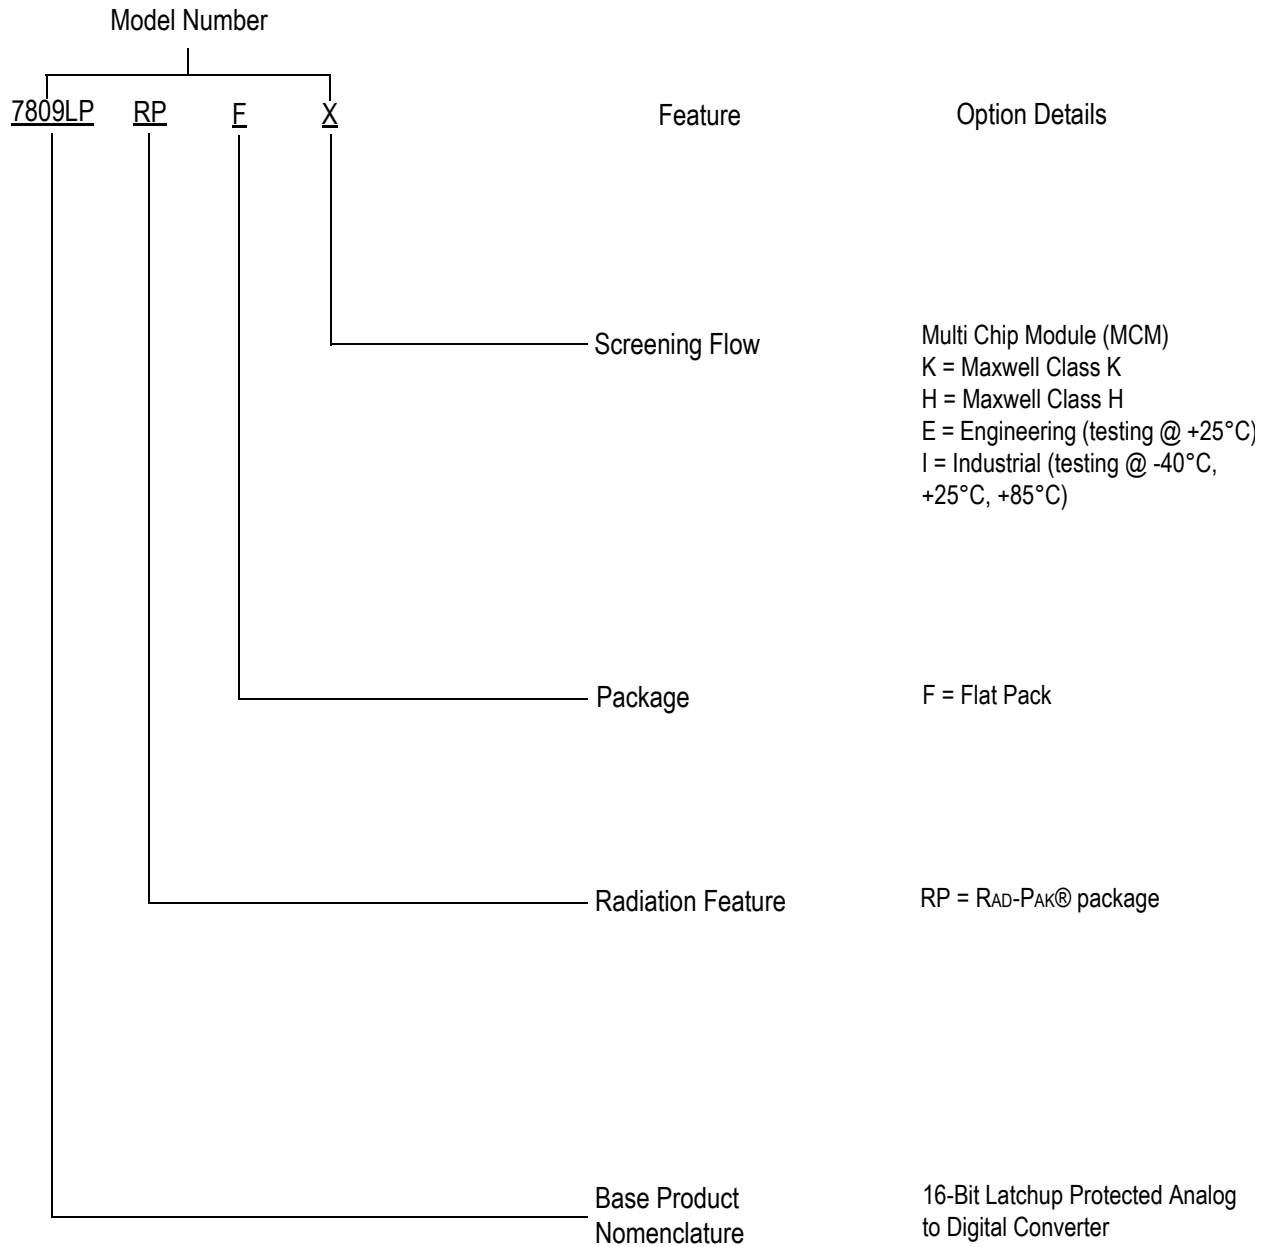 Model Number
7809LP RP F X
Feature
Option Details
Screening Flow
Multi Chip Module (MCM)
K = Maxwell Class K
H = Maxwell Class H
E = Engineering (testing @ +25°C)
I = Industrial (testing @ -40°C,
+25°C, +85°C)
Package
F = Flat Pack
Radiation Feature
RP = RAD-PAK® package
Base Product
Nomenclature
16-Bit Latchup Protected Analog
to Digital Converter